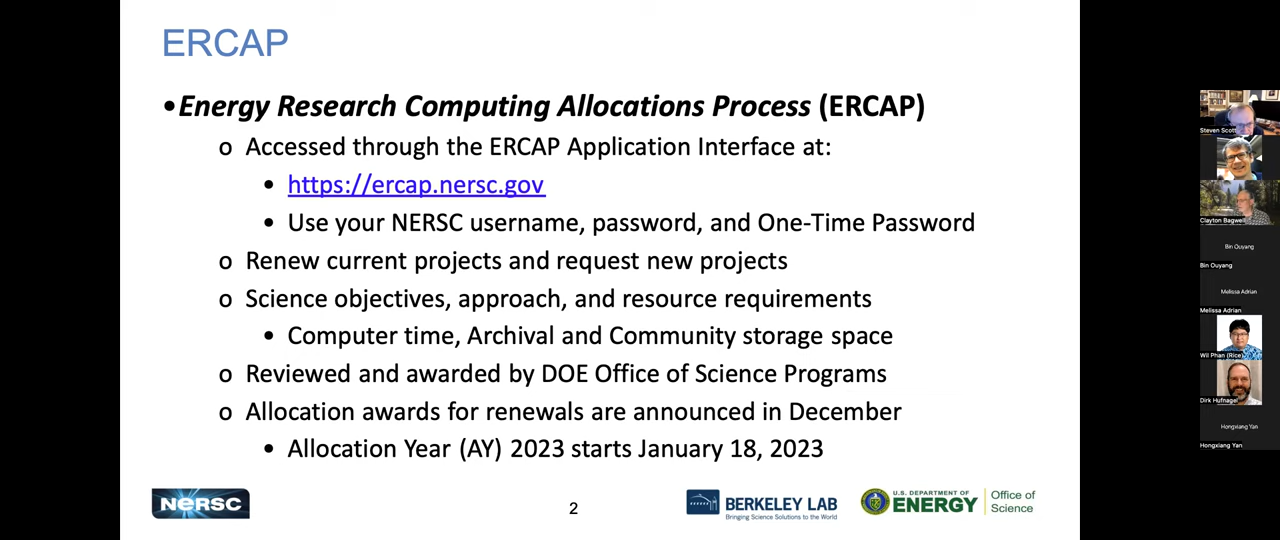 ERCAP
•Energy Research Computing Allocations Process (ERCAP)
o Accessed through the ERCAP Application Interface at:
• https://ercap.nersc.gov
• Use your NERSC username, password, and One-Time Password
o Renew current projects and request new projects
o Science objectives, approach, and resource requirements
• Computer time, Archival and Community storage space
o Reviewed and awarded by DOE Office of Science Programs
o Allocation awards for renewals are announced in December
• Allocation Year (AY) 2023 starts January 18, 2023
NERSC
2
BERKELEY LAB
Bringing Science Solutions to the World
U.S. DEPARTMENT OF
ENERGY
Office of
Science
Steven Scott
Clayton Bagwell
Bin Ouyang
Bin Ouyang
Melissa Adrian
Melissa Adrian
Wil Phan (Rice)
Dirk Hufnagel
Hongxiang Yan
Hongxiang Yan